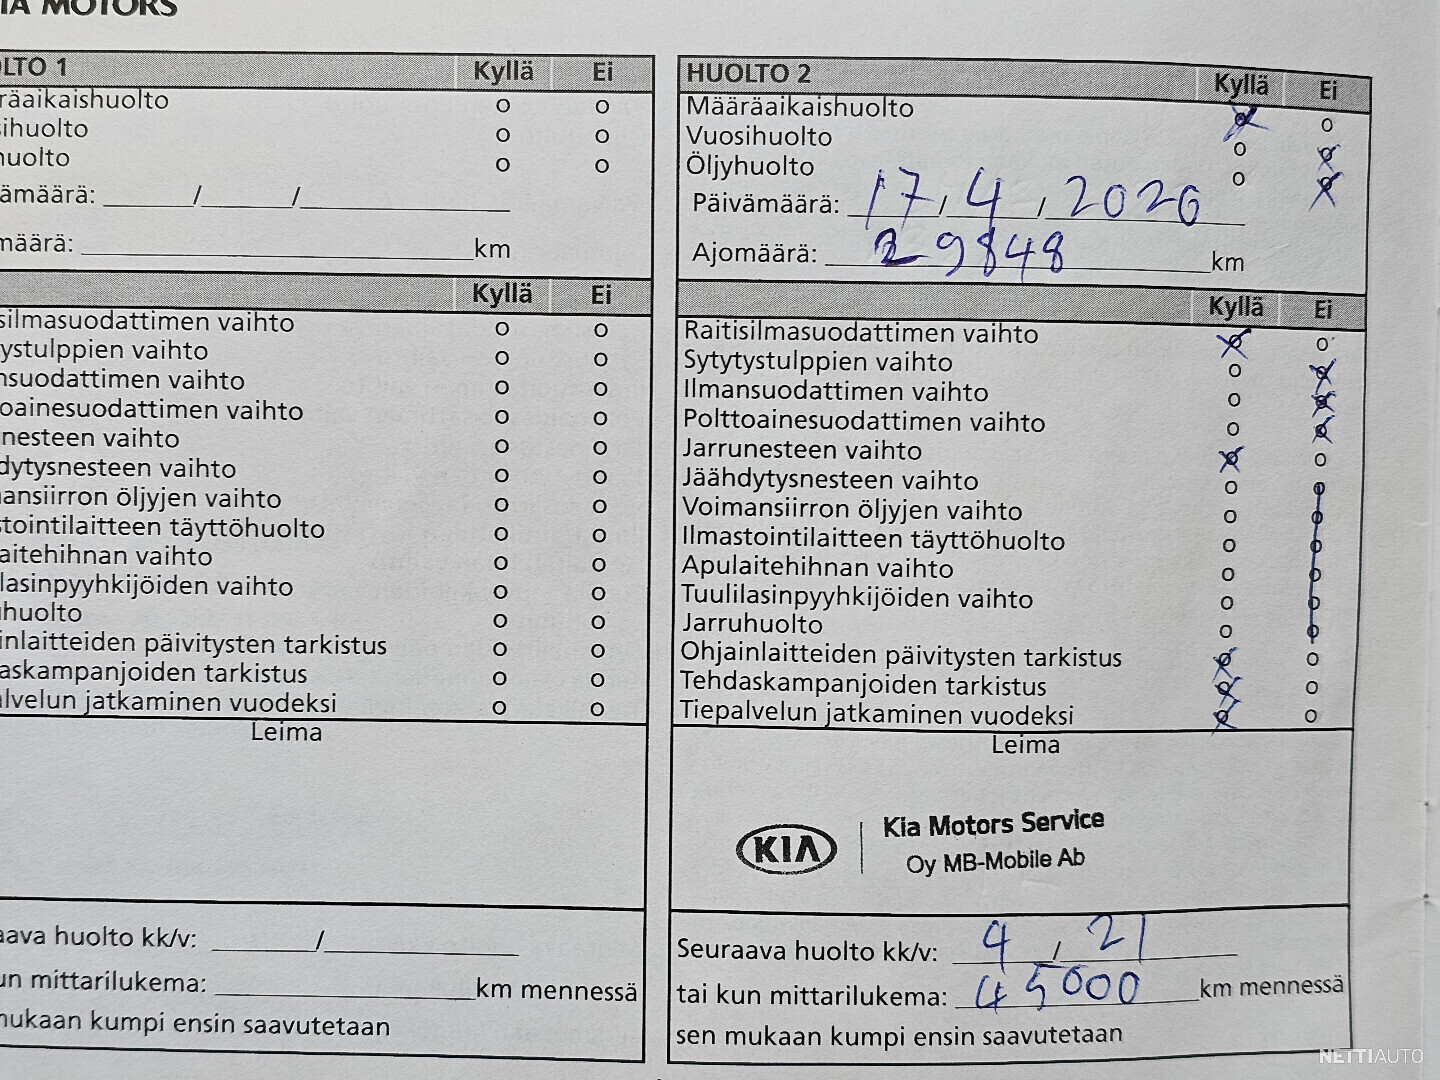 IA MOTORS
OLTO 1 Kyllä Ei
räaikaishuolto o o
sihuolto o o
huolto o o
ämäärä: / /
määrä: km
Kyllä Ei
silmasuodattimen vaihto o o
ystulppien vaihto o o
nsuodattimen vaihto o o
oainesuodattimen vaihto o o
nesteen vaihto o o
dytysnesteen vaihto o o
ansiirron öljyjen vaihto o o
stointilaitteen täyttöhuolto o o
aitehihnan vaihto o o
lasinpyyhkijöiden vaihto o o
uhuolto o o
inlaitteiden päivitysten tarkistus o o
askampanjoiden tarkistus o o
alvelun jatkaminen vuodeksi o o
Leima
aava huolto kk/v: /
un mittarilukema: km mennessä
mukaan kumpi ensin saavutetaan
HUOLTO 2 Kyllä Ei
Määräaikaishuolto o o
Vuosihuolto o o
Öljyhuolto o o
Päivämäärä: 17 / 4 / 2020
Ajomäärä: 29848 km
Kyllä Ei
Raitisilmasuodattimen vaihto o o
Sytytystulppien vaihto o o
Ilmansuodattimen vaihto o o
Polttoainesuodattimen vaihto o o
Jarrunesteen vaihto o o
Jäähdytysnesteen vaihto o o
Voimansiirron öljyjen vaihto o o
Ilmastointilaitteen täyttöhuolto o o
Apulaitehihnan vaihto o o
Tuulilasinpyyhkijöiden vaihto o o
Jarruhuolto o o
Ohjainlaitteiden päivitysten tarkistus o o
Tehdaskampanjoiden tarkistus o o
Tiepalvelun jatkaminen vuodeksi o o
Leima
KIA Kia Motors Service
Oy MB-Mobile Ab
Seuraava huolto kk/v: 4 / 21
tai kun mittarilukema: 45000 km mennessä
sen mukaan kumpi ensin saavutetaan
NETTIAUTO